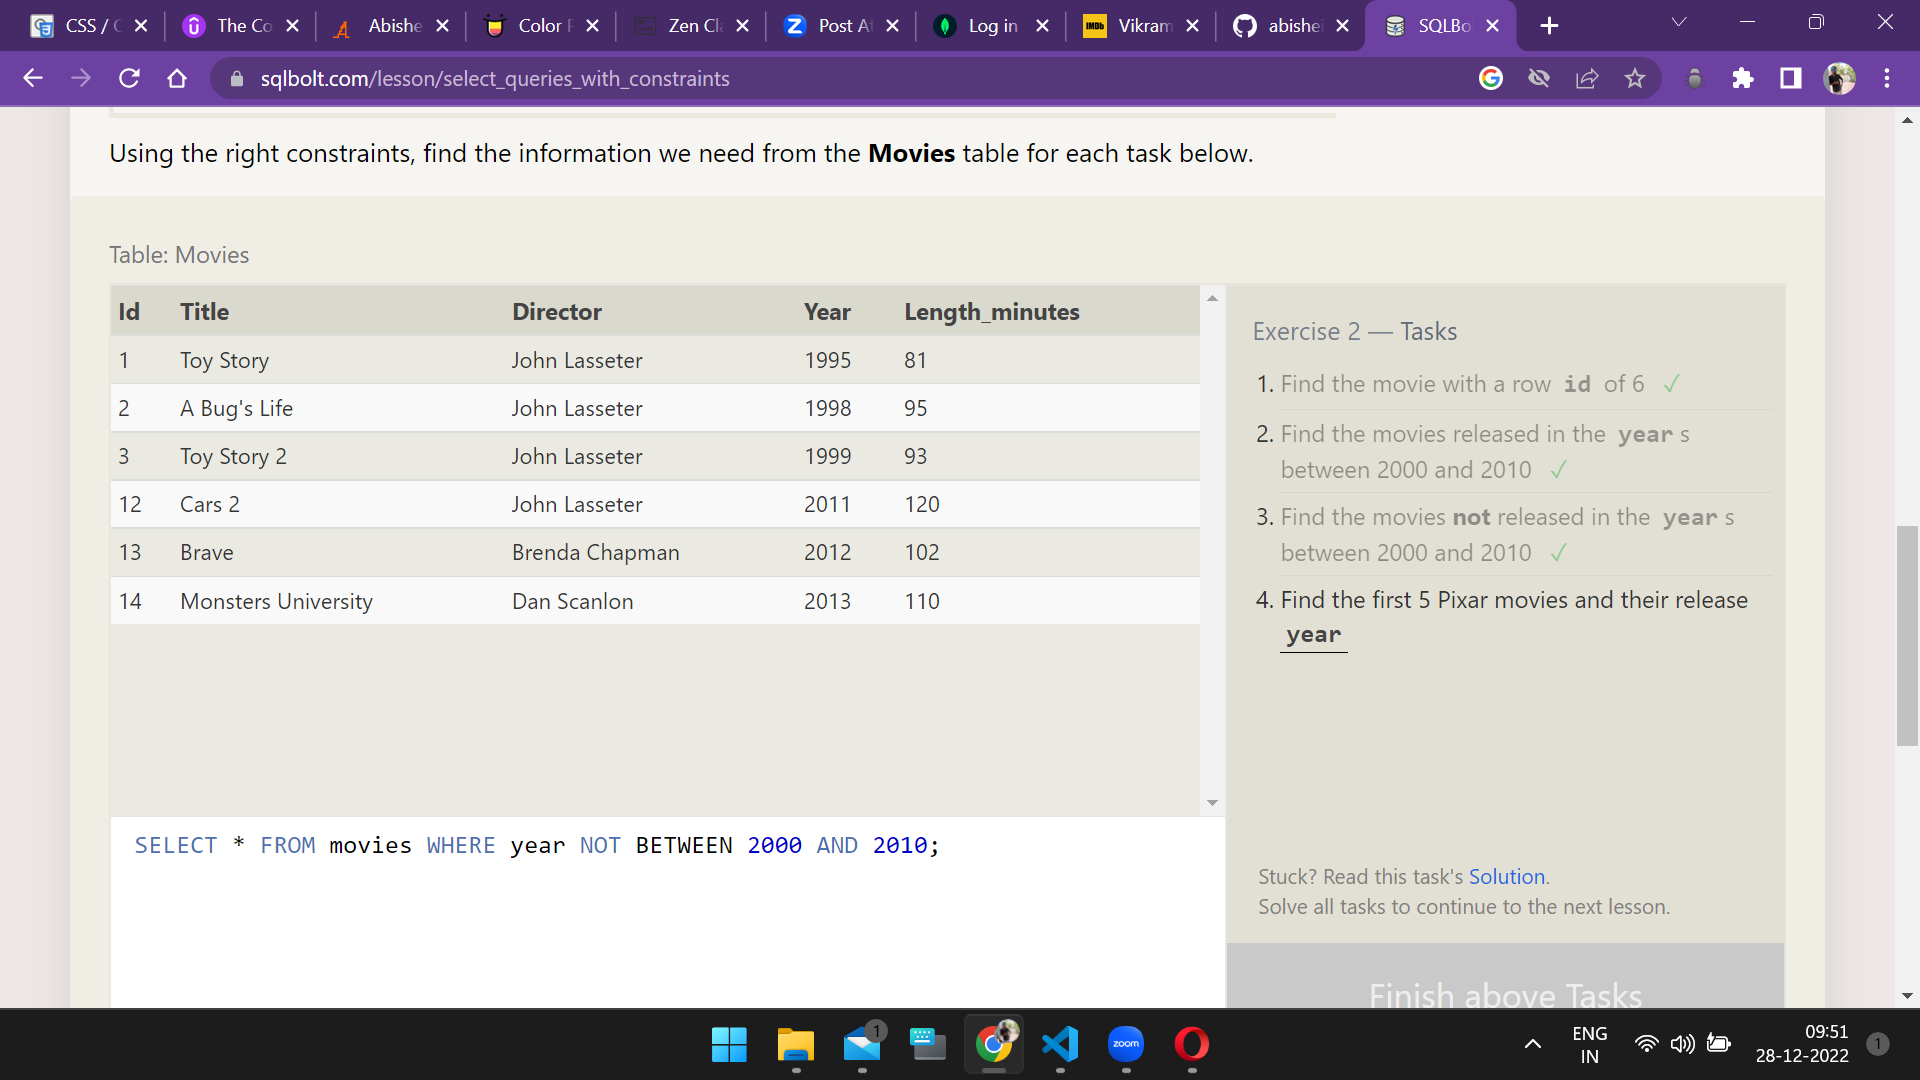 CSS / C
The Co
Abishe
Color P
Zen Cl
Post At
Log in
IMDb
Vikram
abishei
SQLBo
sqlbolt.com/lesson/select_queries_with_constraints
Using the right constraints, find the information we need from the Movies table for each task below.
Table: Movies
Id Title Director Year Length_minutes
1 Toy Story John Lasseter 1995 81
2 A Bug's Life John Lasseter 1998 95
3 Toy Story 2 John Lasseter 1999 93
12 Cars 2 John Lasseter 2011 120
13 Brave Brenda Chapman 2012 102
14 Monsters University Dan Scanlon 2013 110
SELECT * FROM movies WHERE year NOT BETWEEN 2000 AND 2010;
Exercise 2 — Tasks
1. Find the movie with a row id of 6 ✓
2. Find the movies released in the year s
between 2000 and 2010 ✓
3. Find the movies not released in the year s
between 2000 and 2010 ✓
4. Find the first 5 Pixar movies and their release
year
Stuck? Read this task's Solution.
Solve all tasks to continue to the next lesson.
Finish above Tasks
1
zoom
ENG
IN
09:51
28-12-2022
1